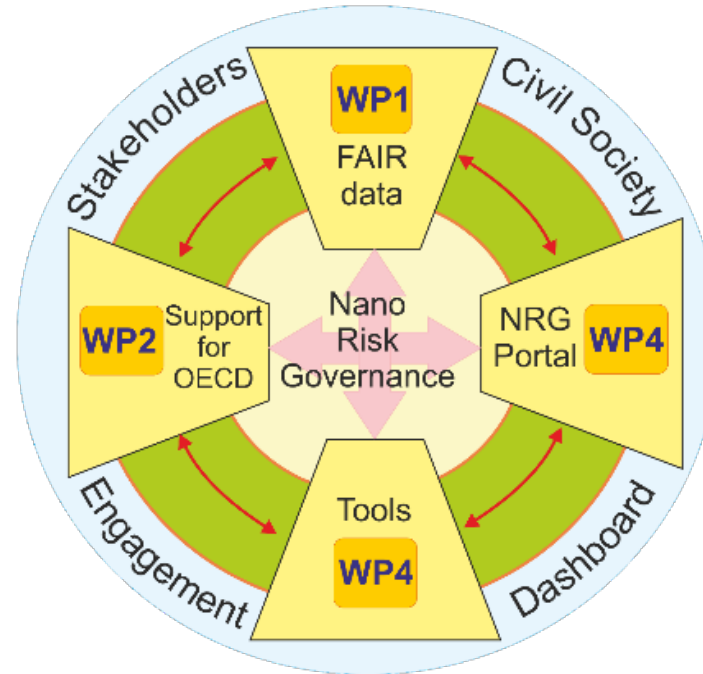 Stakeholders
Civil Society
WP1
FAIR
data
WP2
Support
for
OECD
Nano
Risk
Governance
NRG
Portal
WP4
Tools
WP4
Engagement
Dashboard